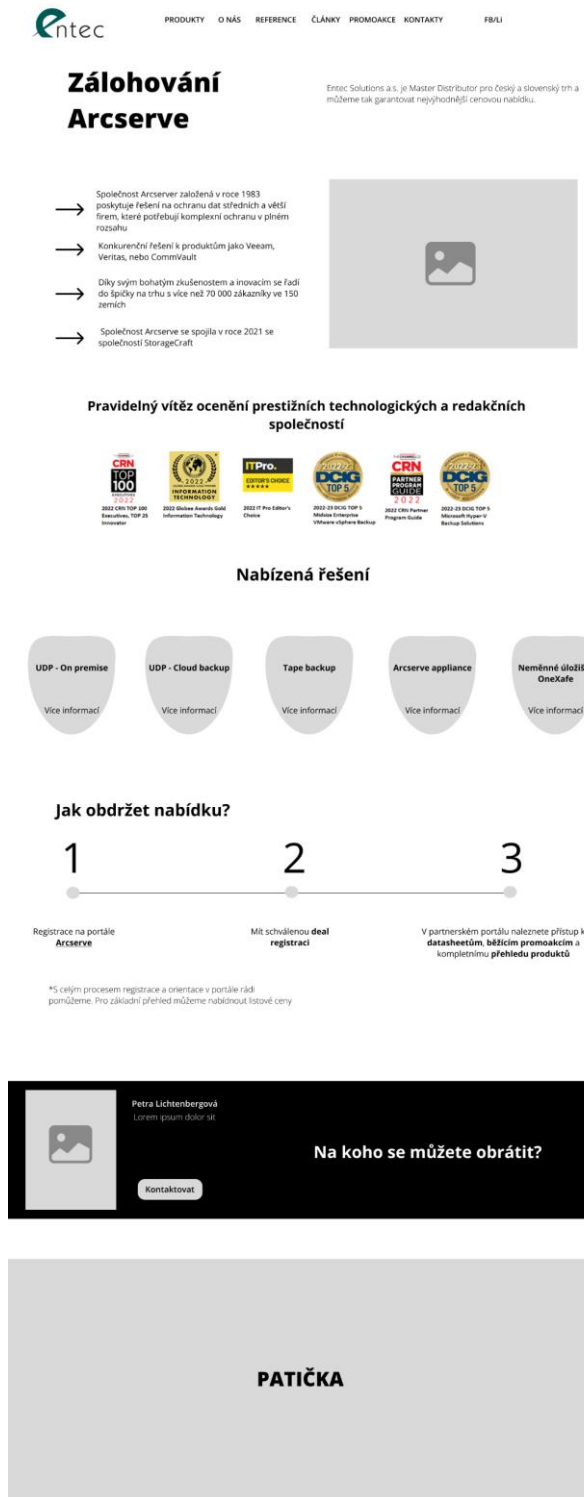 entec
PRODUKTY O NÁS REFERENCE ČLÁNKY PROMOAKCE KONTAKTY FB/Li
Zálohování
Arcserve
Entec Solutions a.s. je Master Distributor pro český a slovenský trh a
můžeme tak garantovat nejvýhodnější cenovou nabídku.
Společnost Arcserver založená v roce 1983
poskytuje řešení na ochranu dat středních a větší
firem, které potřebují komplexní ochranu v plném
rozsahu
Konkurenční řešení k produktům jako Veeam,
Veritas, nebo CommVault
Díky svým bohatým zkušenostem a inovacím se řadí
do špičky na trhu s více než 70 000 zákazníky ve 150
zemích
Společnost Arcserve se spojila v roce 2021 se
společností StorageCraft
Pravidelný vítěz ocenění prestižních technologických a redakčních
společností
CRN
TOP
100
EXECUTIVES
2022
2022
INFORMATION
TECHNOLOGY
ITPro.
EDITOR'S CHOICE
2022-23
DCIG
TOP 5
CRN
PARTNER
PROGRAM
GUIDE
2022
2022-23
DCIG
TOP 5
2022 CRN TOP 100
Executives, TOP 25
Innovator
2022 Globee Awards Gold
Information Technology
2022 IT Pro Editor's
Choice
2022-23 DCIG TOP 5
Midsize Enterprise
VMware vSphere Backup
2022 CRN Partner
Program Guide
2022-23 DCIG TOP 5
Microsoft Hyper-V
Backup Solutions
Nabízená řešení
UDP - On premise
Více informací
UDP - Cloud backup
Více informací
Tape backup
Více informací
Arcserve appliance
Více informací
Neměnné úložiš
OneXafe
Více informací
Jak obdržet nabídku?
1 2 3
Registrace na portále
Arcserve
Mít schválenou deal
registraci
V partnerském portálu naleznete přístup k
datasheetům, běžícím promoakcím a
kompletnímu přehledu produktů
*S celým procesem registrace a orientace v portále rádi
pomůžeme. Pro základní přehled můžeme nabídnout listové ceny
Petra Lichtenbergová
Lorem ipsum dolor sit
Kontaktovat
Na koho se můžete obrátit?
PATIČKA